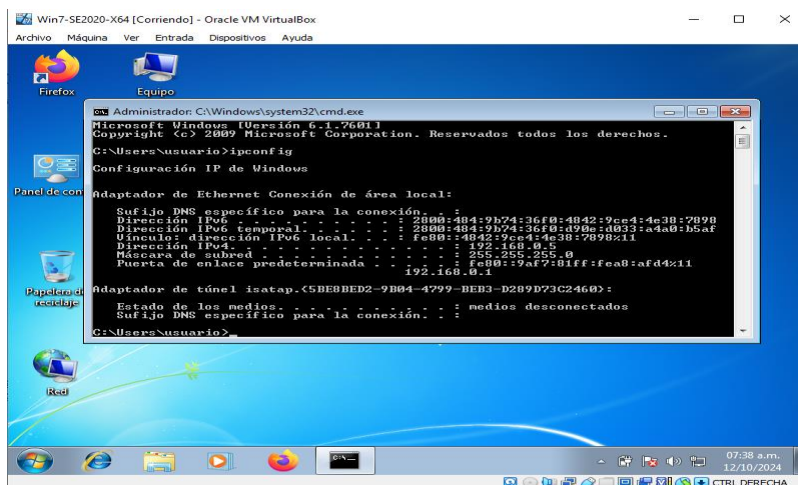 Win7-SE2020-X64 [Corriendo] - Oracle VM VirtualBox
Archivo Máquina Ver Entrada Dispositivos Ayuda
Firefox
Equipo
Administrador: C:\Windows\system32\cmd.exe
Microsoft Windows [Versión 6.1.7601]
Copyright (c) 2009 Microsoft Corporation. Reservados todos los derechos.
C:\Users\usuario>ipconfig
Configuración IP de Windows
Panel de con
Adaptador de Ethernet Conexión de área local:
Sufijo DNS específico para la conexión. . :
Dirección IPv6 . . . . . . . . . . : 2800:484:9b74:36f0:4842:9ce4:4e38:7898
Dirección IPv6 temporal. . . . . . : 2800:484:9b74:36f0:d90e:d033:a4a0:b5af
Vínculo: dirección IPv6 local. . . : fe80::4842:9ce4:4e38:7898%11
Dirección IPv4. . . . . . . . . . . . . . : 192.168.0.5
Máscara de subred . . . . . . . . . . . . : 255.255.255.0
Puerta de enlace predeterminada . . . . . : fe80::9af7:81ff:fea8:afd4%11
192.168.0.1
Papelera de reciclaje
Adaptador de túnel isatap.{5BE8BED2-9B04-4799-BEB3-D289D73C2460}:
Estado de los medios. . . . . . . . . . . : medios desconectados
Sufijo DNS específico para la conexión. . :
C:\Users\usuario>_
Red
07:38 a.m.
12/10/2024
CTRL DERECHA